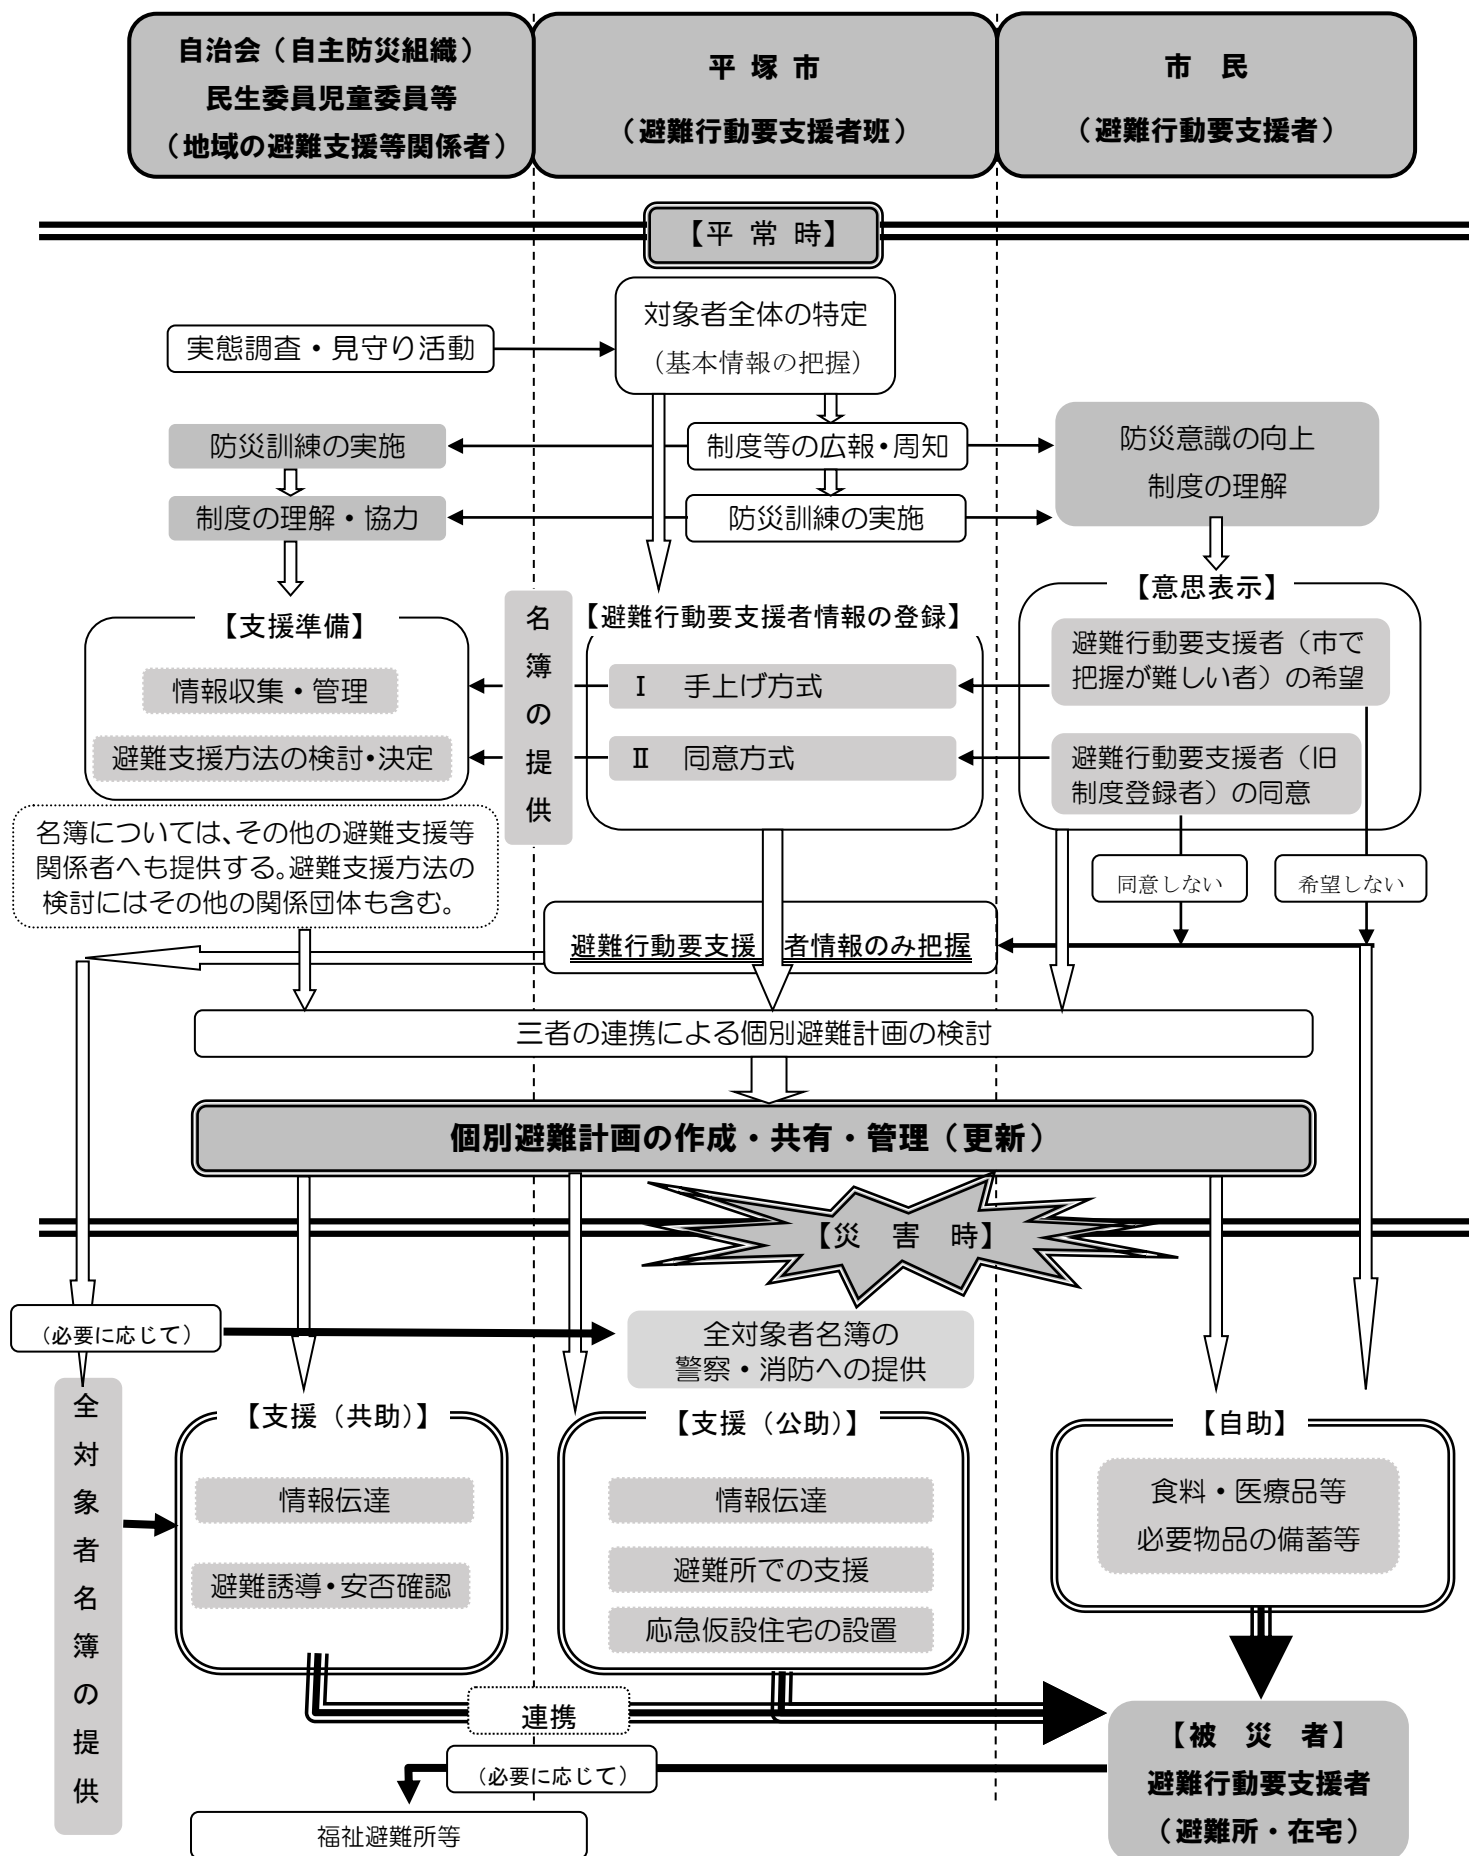 自治会（自主防災組織）
民生委員児童委員等
（地域の避難支援等関係者）
平 塚 市
（避難行動要支援者班）
市　民
（避難行動要支援者）
【平 常 時】
対象者全体の特定
（基本情報の把握）
実態調査・見守り活動
防災訓練の実施
制度等の広報・周知
防災意識の向上
制度の理解
制度の理解・協力
防災訓練の実施
【支援準備】
情報収集・管理
避難支援方法の検討・決定
名簿の提供
【避難行動要支援者情報の登録】
Ⅰ　手上げ方式
Ⅱ　同意方式
【意思表示】
避難行動要支援者（市で
把握が難しい者）の希望
避難行動要支援者（旧
制度登録者）の同意
名簿については、その他の避難支援等
関係者へも提供する。避難支援方法の
検討にはその他の関係団体も含む。
同意しない
希望しない
避難行動要支援者情報のみ把握
三者の連携による個別避難計画の検討
個別避難計画の作成・共有・管理（更新）
【災　害　時】
（必要に応じて）
全対象者名簿の
警察・消防への提供
全対象者名簿の提供
【支援（共助）】
情報伝達
避難誘導・安否確認
【支援（公助）】
情報伝達
避難所での支援
応急仮設住宅の設置
【自助】
食料・医療品等
必要物品の備蓄等
連携
（必要に応じて）
福祉避難所等
【被　災　者】
避難行動要支援者
（避難所・在宅）